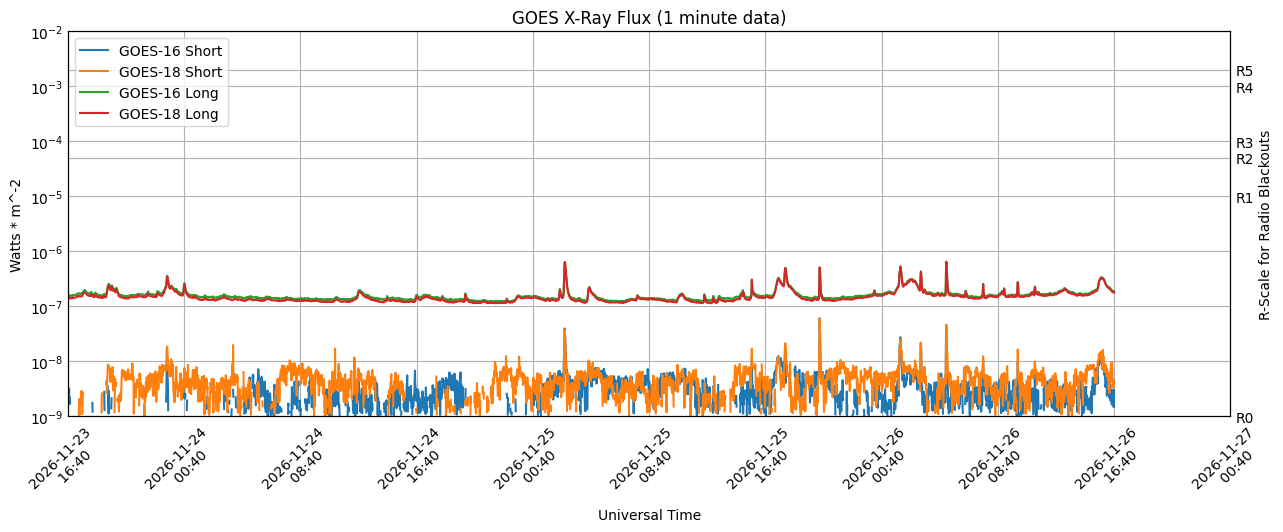 GOES X-Ray Flux (1 minute data)
GOES-16 Short
GOES-18 Short
GOES-16 Long
GOES-18 Long
Watts * m^-2
10^-2
10^-3
10^-4
10^-5
10^-6
10^-7
10^-8
10^-9
R5
R4
R3
R2
R1
R0
R-Scale for Radio Blackouts
2026-11-23
16:40
2026-11-24
00:40
2026-11-24
08:40
2026-11-24
16:40
2026-11-25
00:40
2026-11-25
08:40
2026-11-25
16:40
2026-11-26
00:40
2026-11-26
08:40
2026-11-26
16:40
2026-11-27
00:40
Universal Time